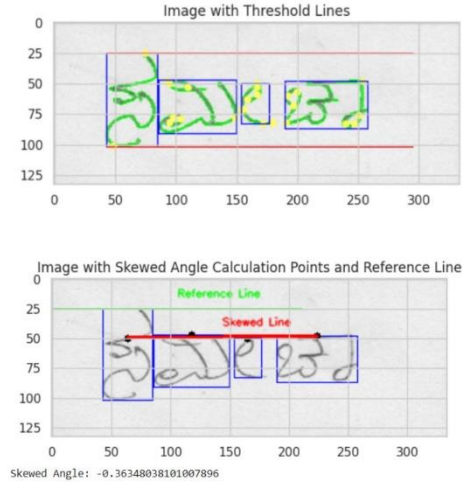 Image with Threshold Lines
0
25
50
75
100
125
0 50 100 150 200 250 300
Image with Skewed Angle Calculation Points and Reference Line
0
Reference Line
25
Skewed Line
50
75
100
125
0 50 100 150 200 250 300
Skewed Angle: -0.36348038101007896